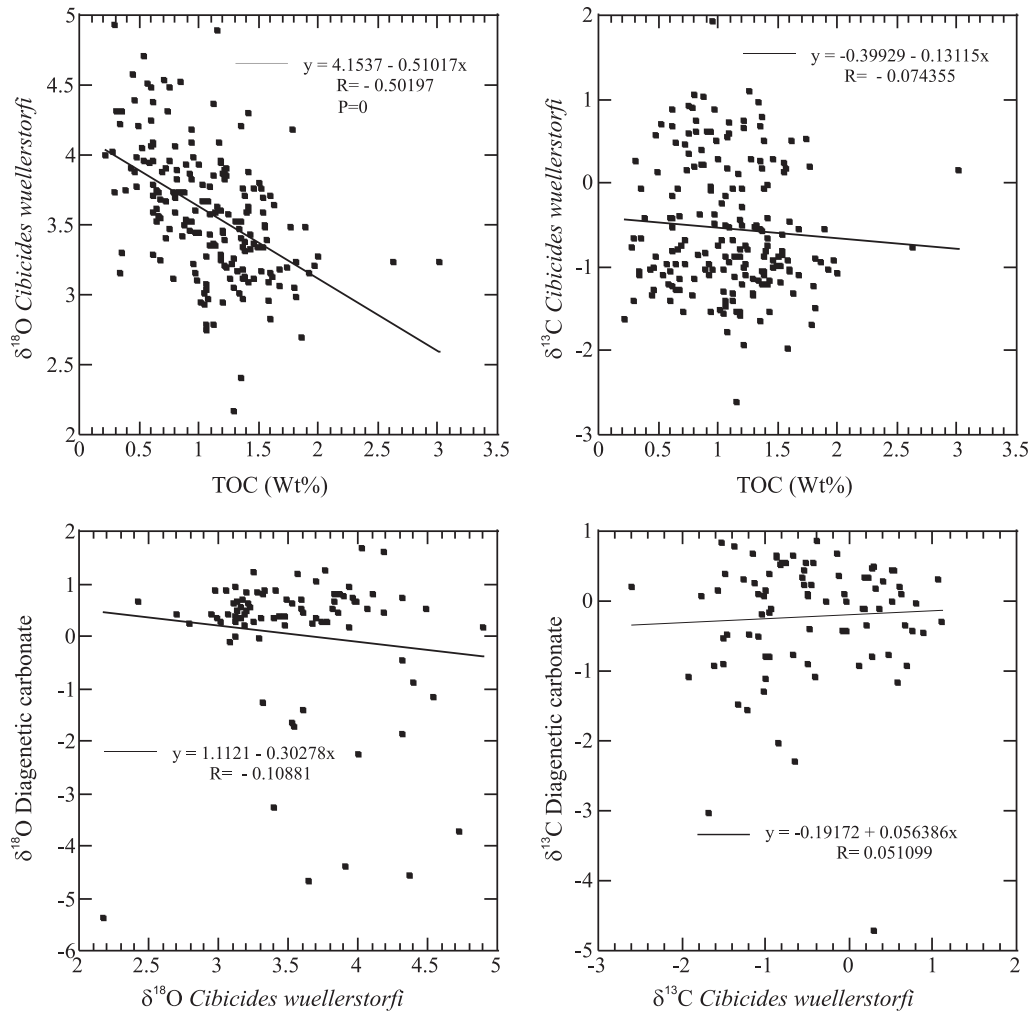 5
4.5
4
3.5
3
2.5
2
0 0.5 1 1.5 2 2.5 3 3.5
y = 4.1537 - 0.51017x
R= - 0.50197
P=0
δ¹⁸O Cibicides wuellerstorfi
TOC (Wt%)
2
1
0
-1
-2
-3
0 0.5 1 1.5 2 2.5 3 3.5
y = -0.39929 - 0.13115x
R= - 0.074355
δ¹³C Cibicides wuellerstorfi
TOC (Wt%)
2
1
0
-1
-2
-3
-4
-5
-6
2 2.5 3 3.5 4 4.5 5
y = 1.1121 - 0.30278x
R= - 0.10881
δ¹⁸O Diagenetic carbonate
δ¹⁸O Cibicides wuellerstorfi
1
0
-1
-2
-3
-4
-5
-3 -2 -1 0 1 2
y = -0.19172 + 0.056386x
R= 0.051099
δ¹³C Diagenetic carbonate
δ¹³C Cibicides wuellerstorfi